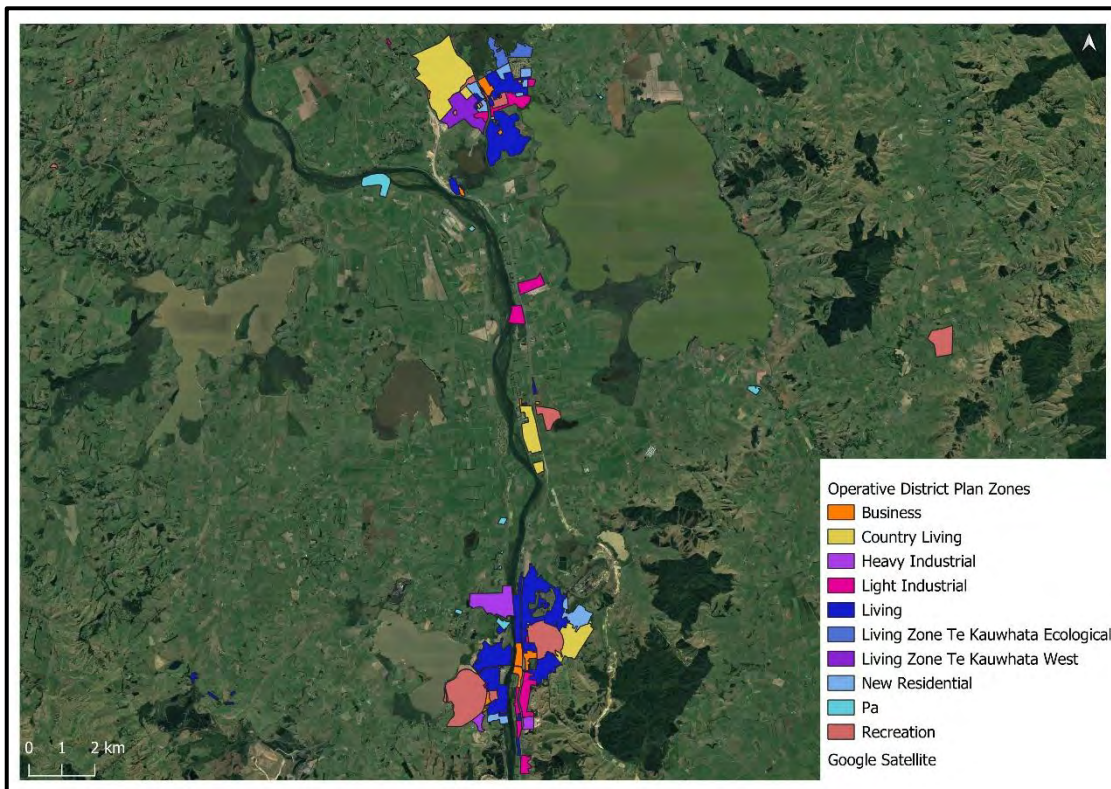 Operative District Plan Zones
Business
Country Living
Heavy Industrial
Light Industrial
Living
Living Zone Te Kauwhata Ecological
Living Zone Te Kauwhata West
New Residential
Pa
Recreation
Google Satellite
0 1 2 km